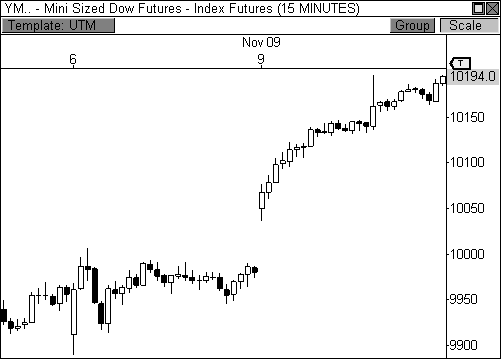 YM.. - Mini Sized Dow Futures - Index Futures (15 MINUTES)
Template: UTM Group Scale
Nov 09
6 9
T
10194.0
10150
10100
10050
10000
9950
9900